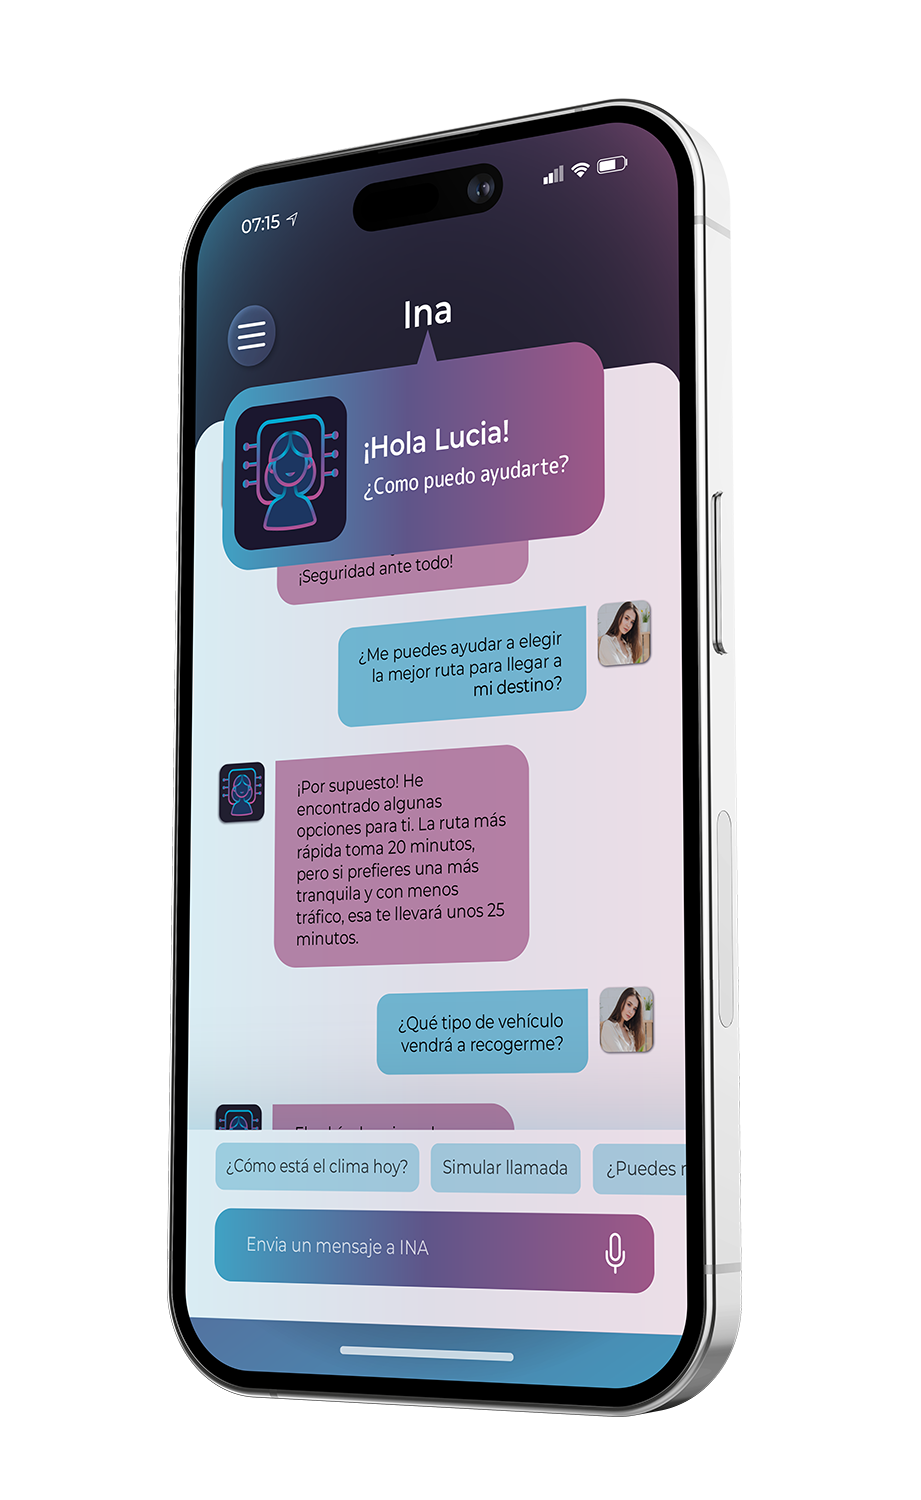 07:15
Ina
¡Hola Lucia!
¿Como puedo ayudarte?
¡Seguridad ante todo!
¿Me puedes ayudar a elegir
la mejor ruta para llegar a
mi destino?
¡Por supuesto! He
encontrado algunas
opciones para ti. La ruta más
rápida toma 20 minutos,
pero si prefieres una más
tranquila y con menos
tráfico, esa te llevará unos 25
minutos.
¿Qué tipo de vehículo
vendrá a recogerme?
¿Cómo está el clima hoy?
Simular llamada
¿Puedes
Envia un mensaje a INA